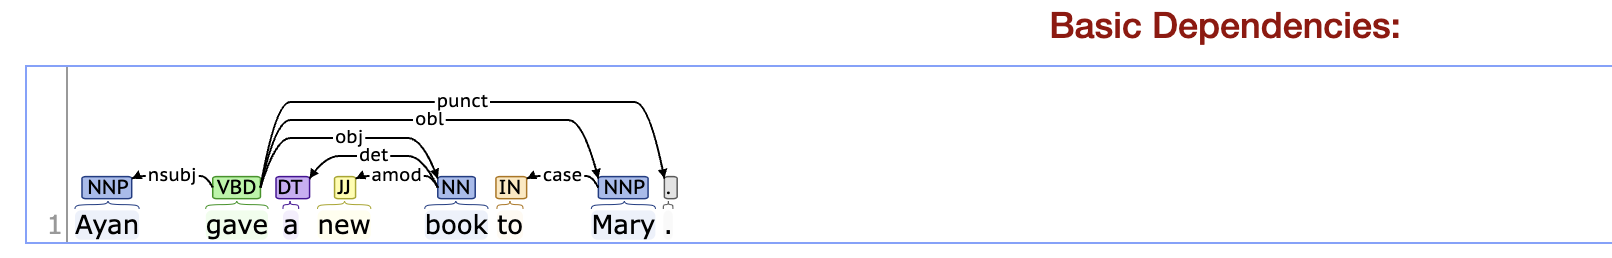 Basic Dependencies:
punct
obl
obj
det
nsubj amod case
NNP VBD DT JJ NN IN NNP .
1 Ayan gave a new book to Mary .